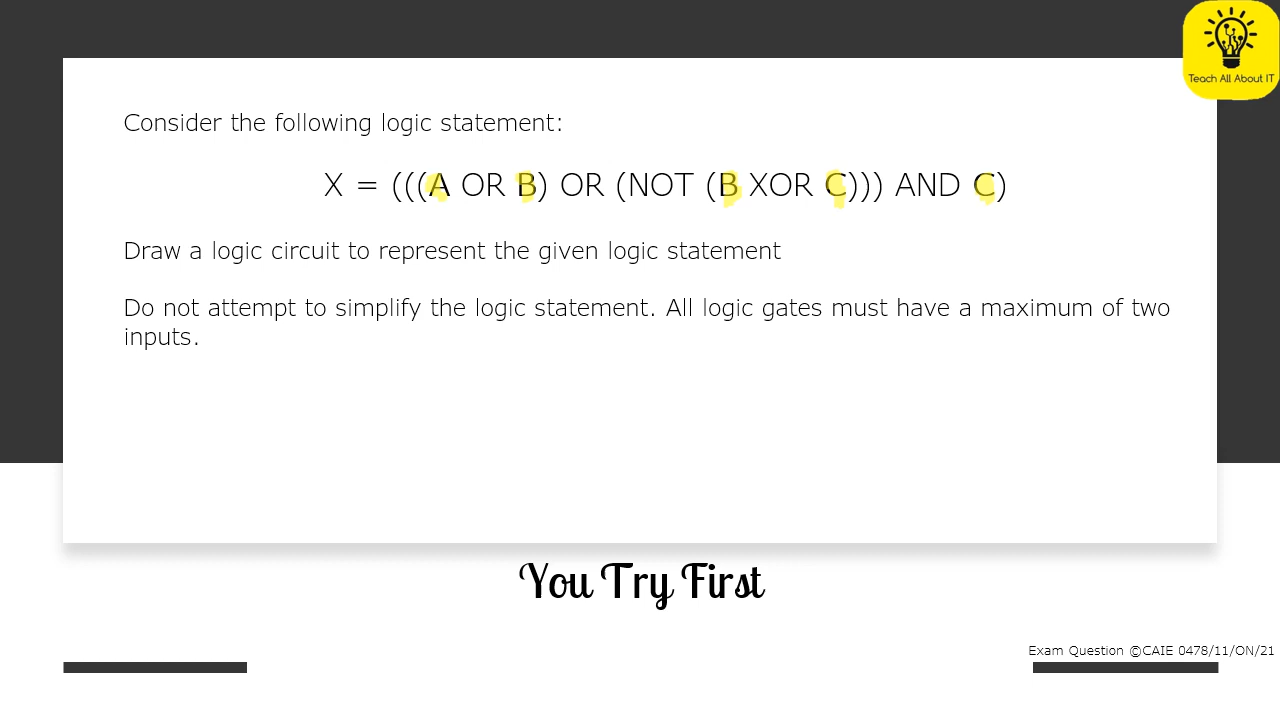 Teach All About IT
Consider the following logic statement:
X = (((A OR B) OR (NOT (B XOR C))) AND C)
Draw a logic circuit to represent the given logic statement
Do not attempt to simplify the logic statement. All logic gates must have a maximum of two
inputs.
You Try First
Exam Question ©CAIE 0478/11/ON/21